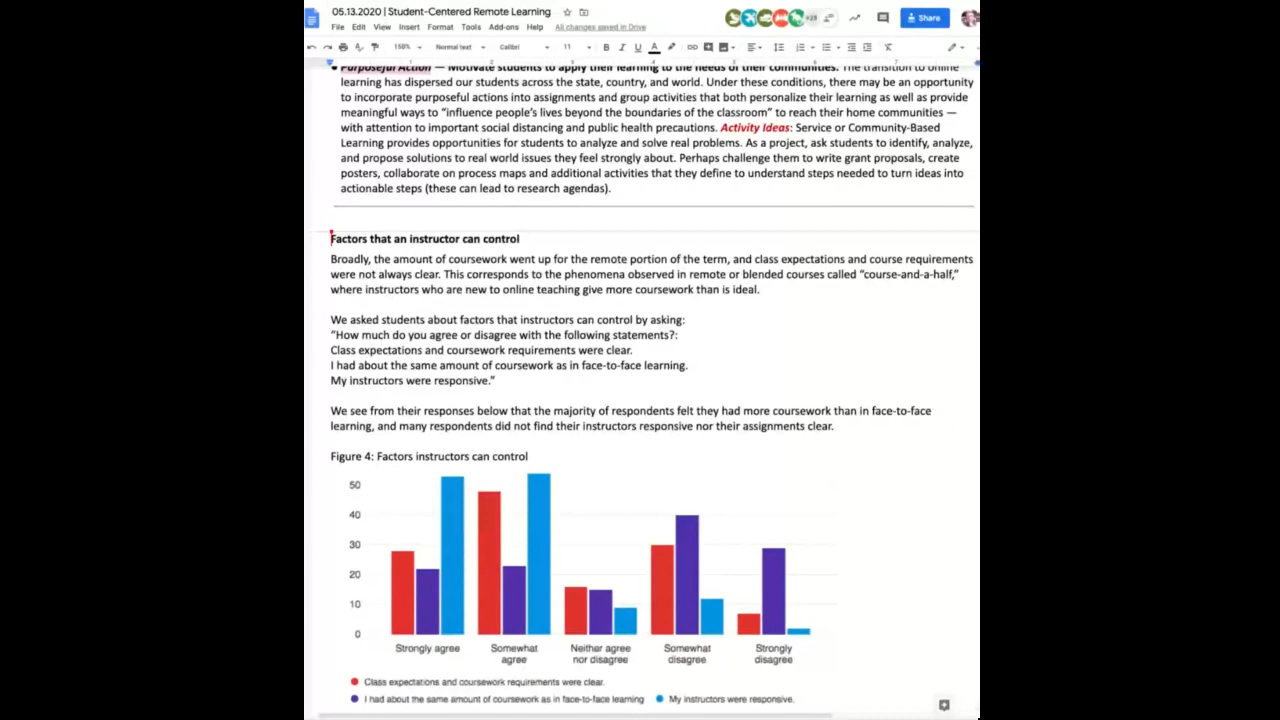 05.13.2020 | Student-Centered Remote Learning
+19
Share
File Edit View Insert Format Tools Add-ons Help All changes saved in Drive
150% Normal text Calibri 11
Purposeful Action — Motivate students to apply their learning to the needs of their communities. The transition to online
learning has dispersed our students across the state, country, and world. Under these conditions, there may be an opportunity
to incorporate purposeful actions into assignments and group activities that both personalize their learning as well as provide
meaningful ways to “influence people’s lives beyond the boundaries of the classroom” to reach their home communities —
with attention to important social distancing and public health precautions. Activity Ideas: Service or Community-Based
Learning provides opportunities for students to analyze and solve real problems. As a project, ask students to identify, analyze,
and propose solutions to real world issues they feel strongly about. Perhaps challenge them to write grant proposals, create
posters, collaborate on process maps and additional activities that they define to understand steps needed to turn ideas into
actionable steps (these can lead to research agendas).
Factors that an instructor can control
Broadly, the amount of coursework went up for the remote portion of the term, and class expectations and course requirements
were not always clear. This corresponds to the phenomena observed in remote or blended courses called “course-and-a-half,”
where instructors who are new to online teaching give more coursework than is ideal.
We asked students about factors that instructors can control by asking:
“How much do you agree or disagree with the following statements?:
Class expectations and coursework requirements were clear.
I had about the same amount of coursework as in face-to-face learning.
My instructors were responsive.”
We see from their responses below that the majority of respondents felt they had more coursework than in face-to-face
learning, and many respondents did not find their instructors responsive nor their assignments clear.
Figure 4: Factors instructors can control
50
40
30
20
10
0
Strongly agree Somewhat agree Neither agree nor disagree Somewhat disagree Strongly disagree
Class expectations and coursework requirements were clear.
I had about the same amount of coursework as in face-to-face learning My instructors were responsive.